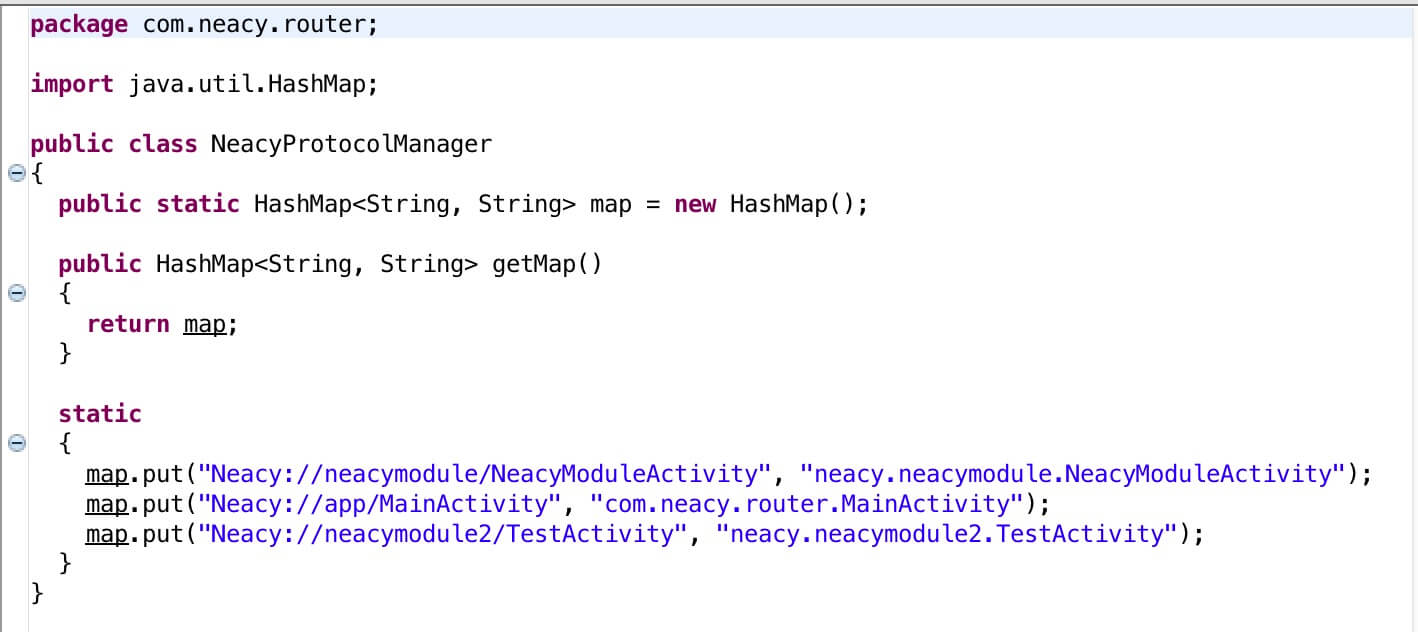 package com.neacy.router;
import java.util.HashMap;
public class NeacyProtocolManager
{
public static HashMap<String, String> map = new HashMap();
public HashMap<String, String> getMap()
{
return map;
}
static
{
map.put("Neacy://neacymodule/NeacyModuleActivity", "neacy.neacymodule.NeacyModuleActivity");
map.put("Neacy://app/MainActivity", "com.neacy.router.MainActivity");
map.put("Neacy://neacymodule2/TestActivity", "neacy.neacymodule2.TestActivity");
}
}